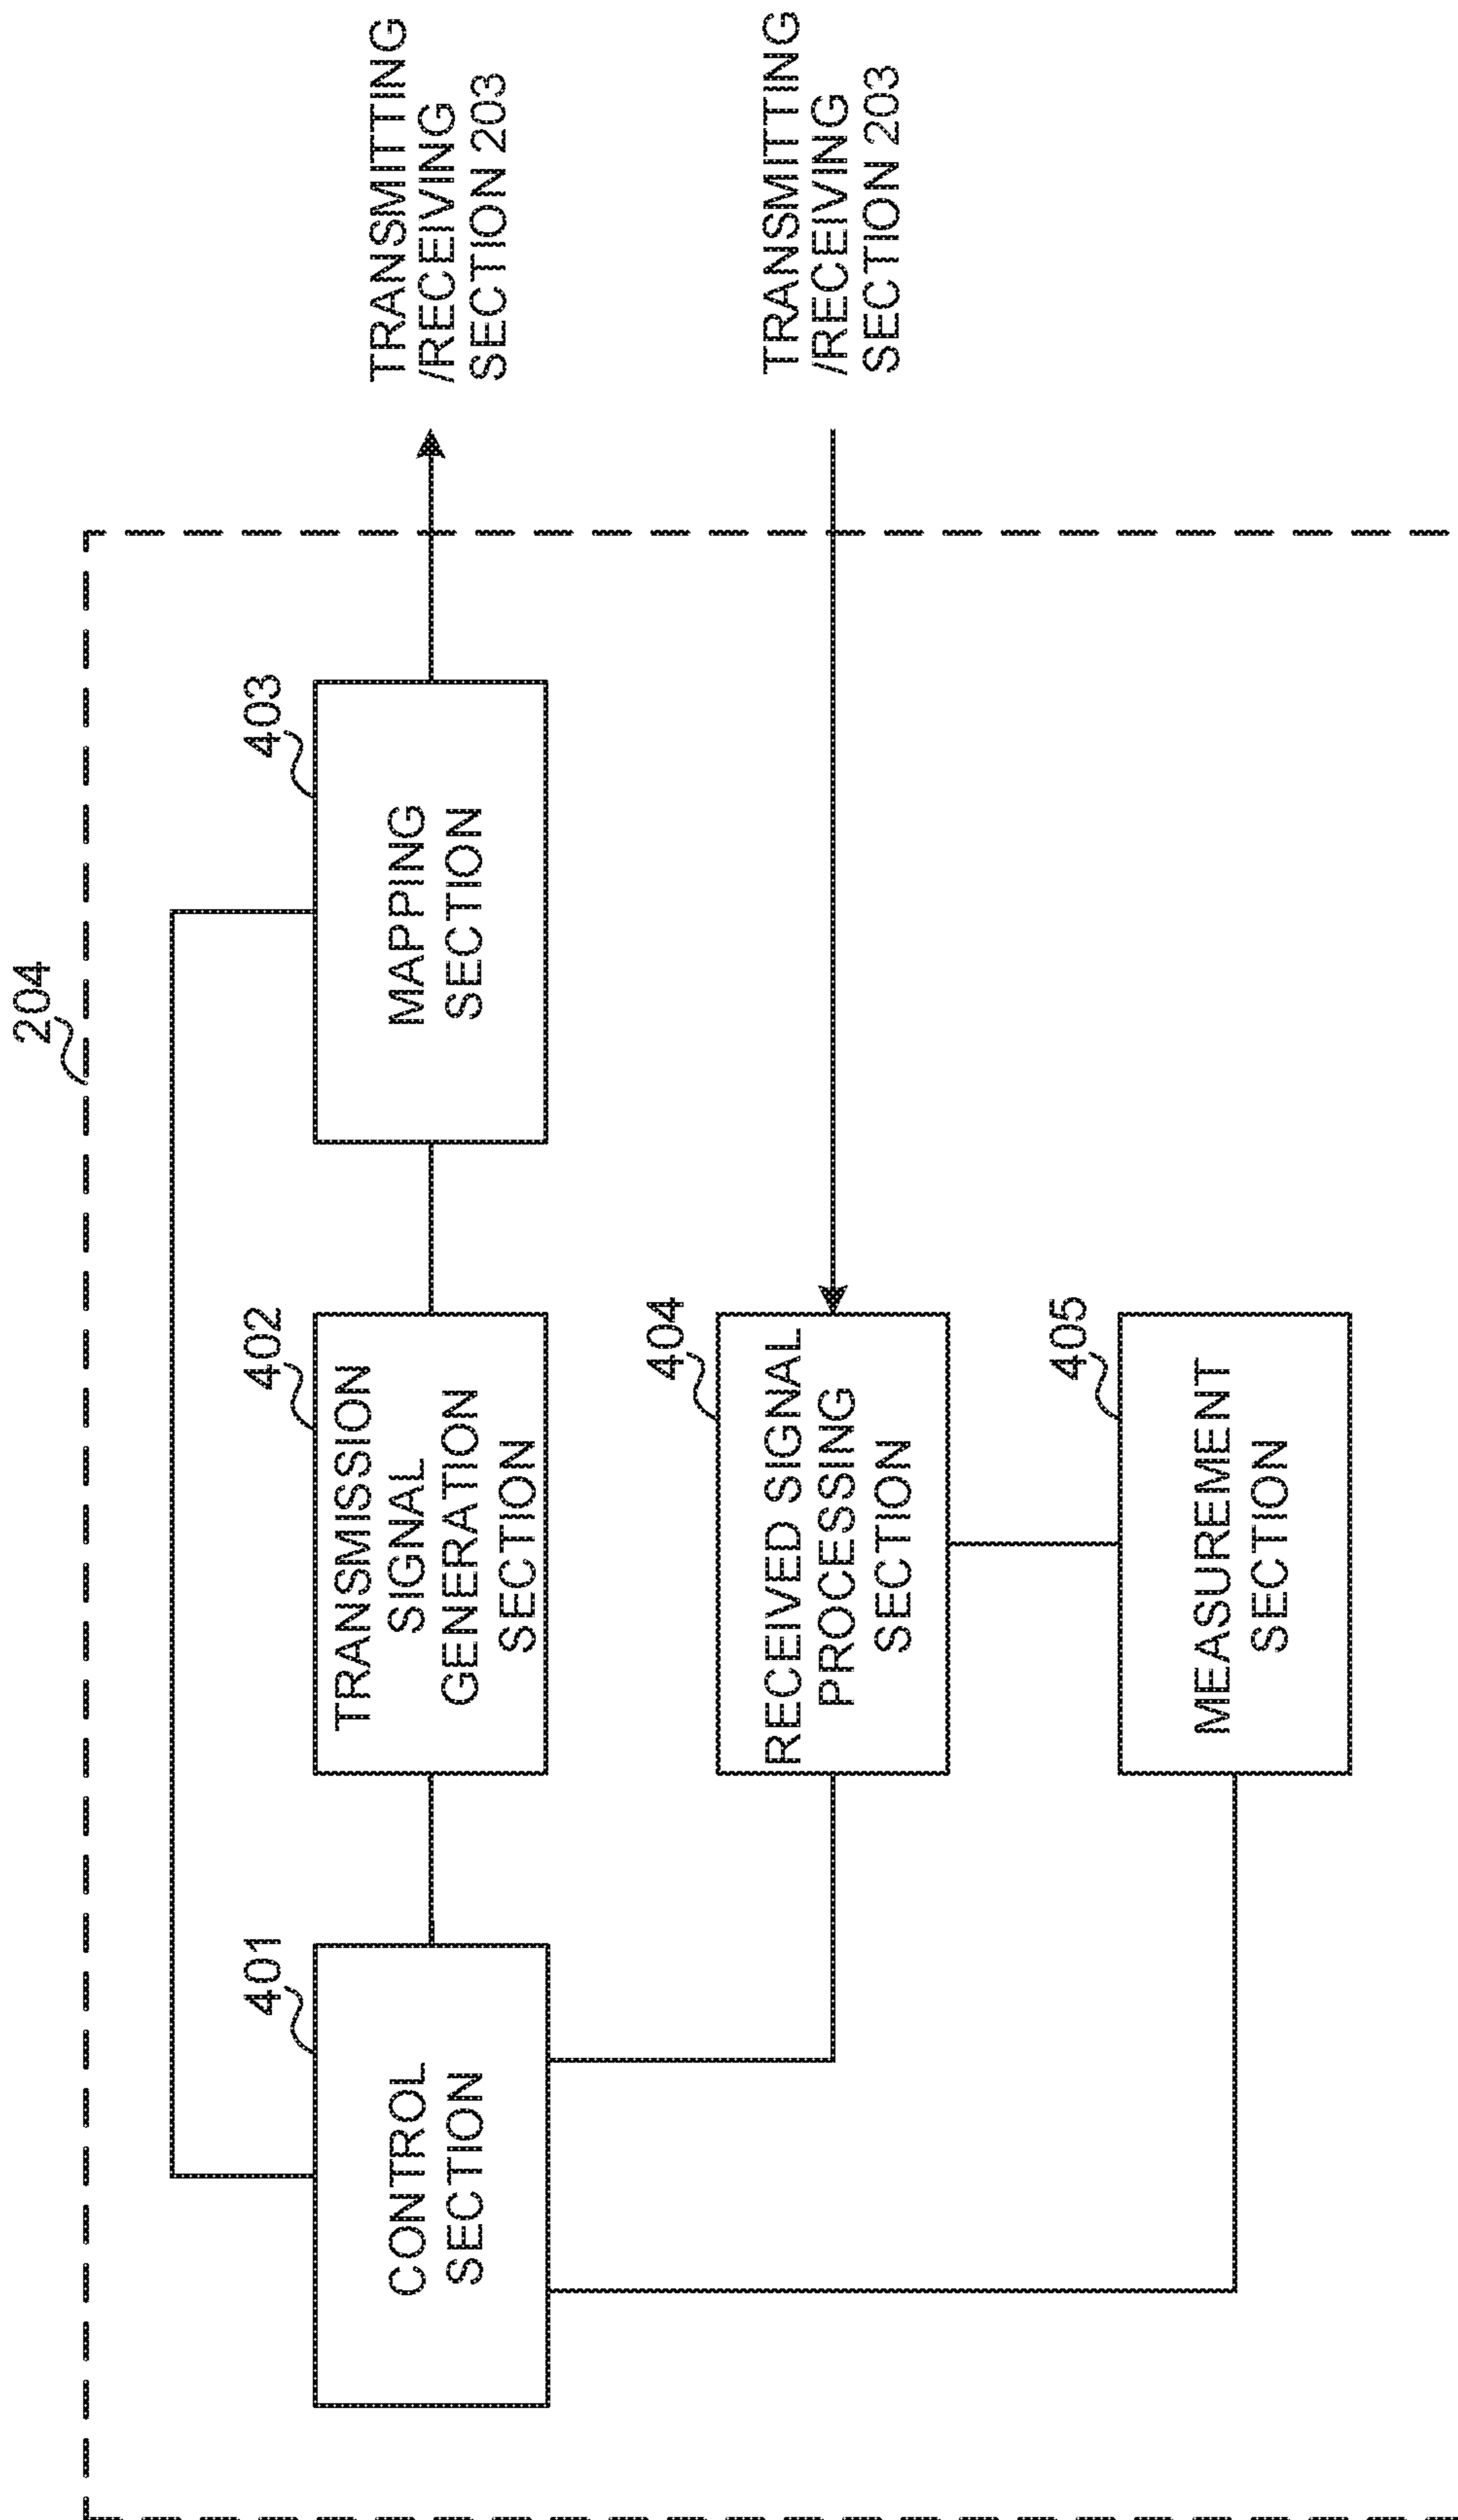 204
401
CONTROL
SECTION
402
TRANSMISSION
SIGNAL
GENERATION
SECTION
403
MAPPING
SECTION
TRANSMITTING
/RECEIVING
SECTION 203
404
RECEIVED SIGNAL
PROCESSING
SECTION
TRANSMITTING
/RECEIVING
SECTION 203
405
MEASUREMENT
SECTION